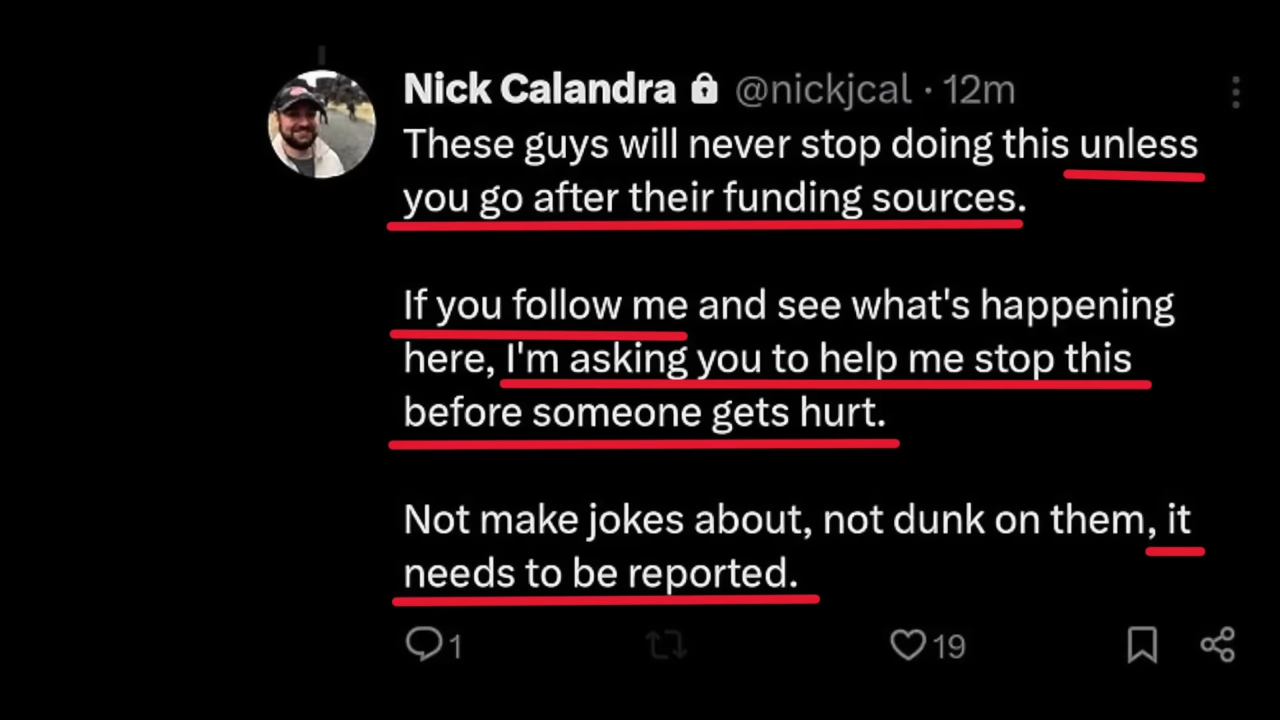 Nick Calandra @nickjcal · 12m
These guys will never stop doing this unless
you go after their funding sources.
If you follow me and see what's happening
here, I'm asking you to help me stop this
before someone gets hurt.
Not make jokes about, not dunk on them, it
needs to be reported.
1 19